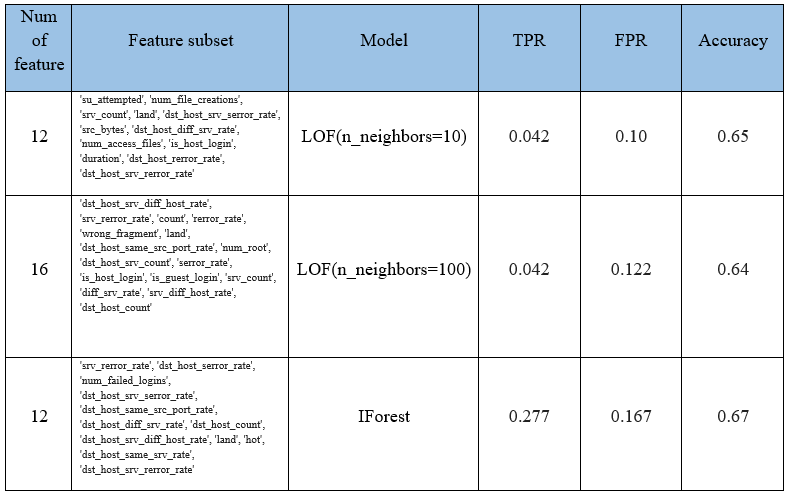 Num
of
feature
Feature subset
Model
TPR
FPR
Accuracy
12
'su_attempted', 'num_file_creations',
'srv_count', 'land', 'dst_host_srv_serror_rate',
'src_bytes', 'dst_host_diff_srv_rate',
'num_access_files', 'is_host_login',
'duration', 'dst_host_rerror_rate',
'dst_host_srv_rerror_rate'
LOF(n_neighbors=10)
0.042
0.10
0.65
16
'dst_host_srv_diff_host_rate',
'srv_rerror_rate', 'count', 'rerror_rate',
'wrong_fragment', 'land',
'dst_host_same_src_port_rate', 'num_root',
'dst_host_srv_count', 'serror_rate',
'is_host_login', 'is_guest_login', 'srv_count',
'diff_srv_rate', 'srv_diff_host_rate',
'dst_host_count'
LOF(n_neighbors=100)
0.042
0.122
0.64
12
'srv_rerror_rate', 'dst_host_serror_rate',
'num_failed_logins',
'dst_host_srv_serror_rate',
'dst_host_same_src_port_rate',
'dst_host_diff_srv_rate', 'dst_host_count',
'dst_host_srv_diff_host_rate', 'land', 'hot',
'dst_host_same_srv_rate',
'dst_host_srv_rerror_rate'
IForest
0.277
0.167
0.67